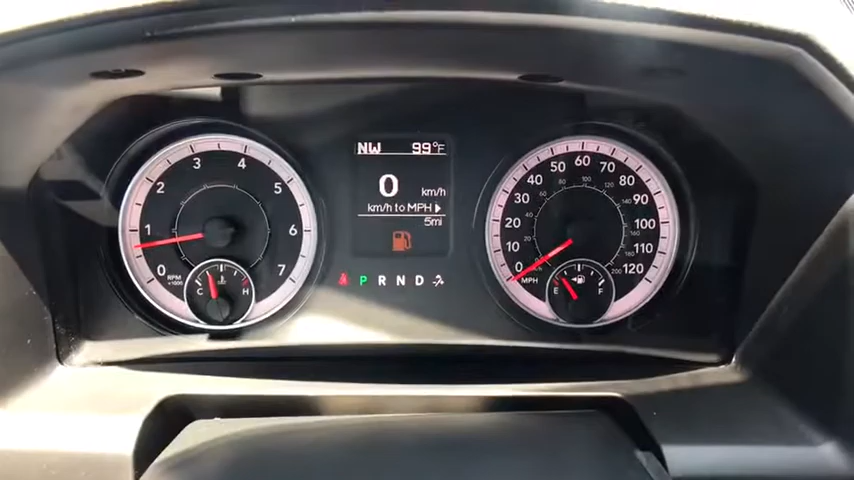 NW 99°F
0 km/h
km/h to MPH
5mi
P R N D
0 1 2 3 4 5 6 7
RPM
×1000
C H
0 10 20 30 40 50 60 70 80 90 100 110 120
MPH
E F